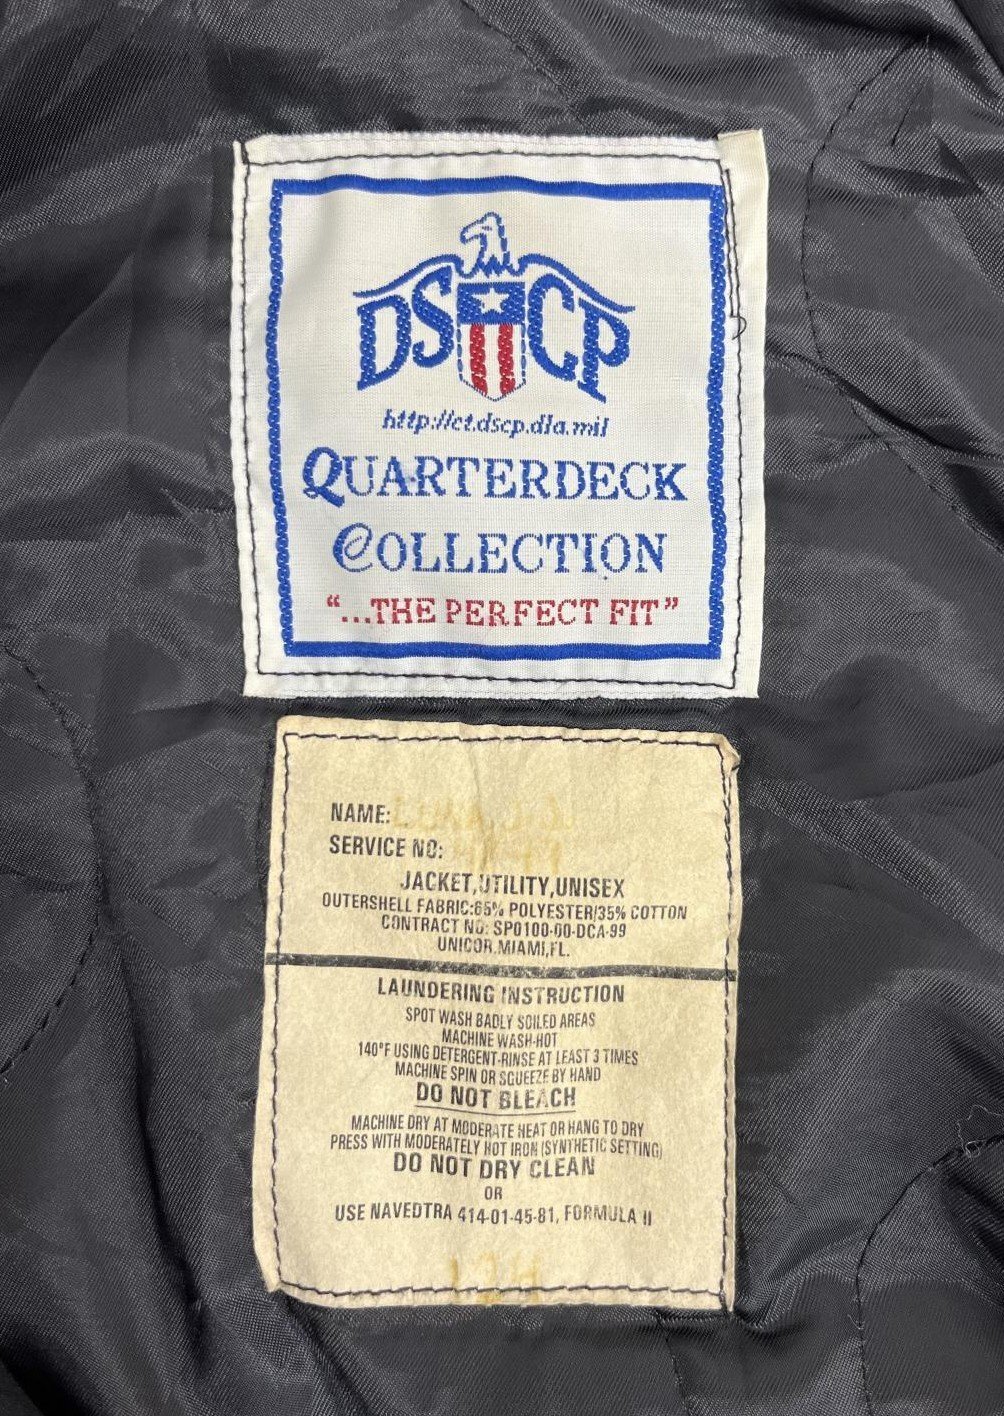 DSCP
http://ct.dscp.dla.mil
QUARTERDECK
COLLECTION
"...THE PERFECT FIT"
NAME:
SERVICE NO:
JACKET,UTILITY,UNISEX
OUTERSHELL FABRIC:65% POLYESTER/35% COTTON
CONTRACT NO: SP0100-00-DCA-99
UNICOR.MIAMI,FL.
LAUNDERING INSTRUCTION
SPOT WASH BADLY SOILED AREAS
MACHINE WASH-HOT
140°F USING DETERGENT-RINSE AT LEAST 3 TIMES
MACHINE SPIN OR SQUEEZE BY HAND
DO NOT BLEACH
MACHINE DRY AT MODERATE HEAT OR HANG TO DRY
PRESS WITH MODERATELY HOT IRON (SYNTHETIC SETTING)
DO NOT DRY CLEAN
OR
USE NAVEDTRA 414-01-45-81, FORMULA II